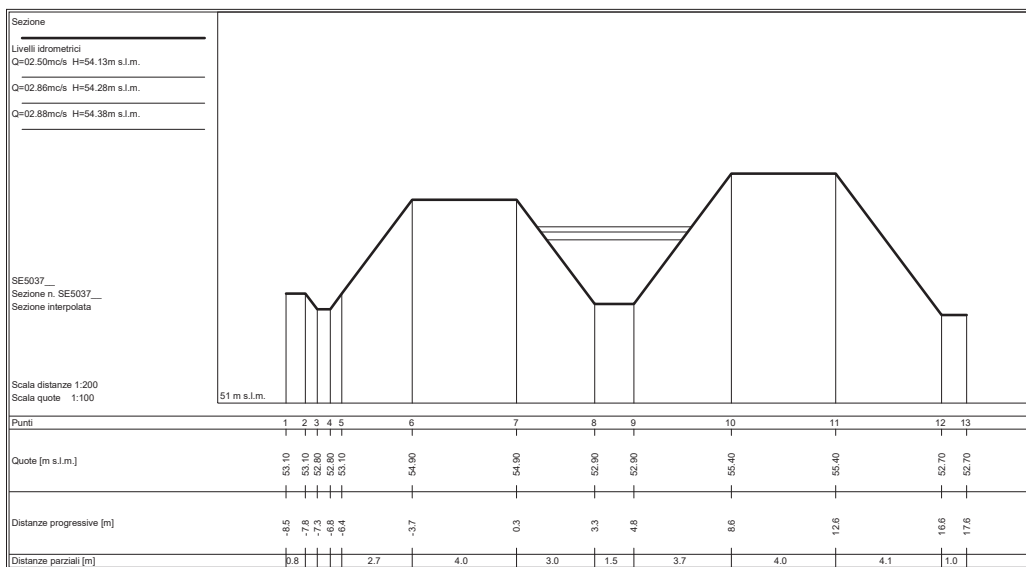 Sezione
Livelli idrometrici
Q=02.50mc/s H=54.13m s.l.m.
Q=02.86mc/s H=54.28m s.l.m.
Q=02.88mc/s H=54.38m s.l.m.
SE5037__
Sezione n. SE5037__
Sezione interpolata
Scala distanze 1:200
Scala quote 1:100
51 m s.l.m.
Punti 1 2 3 4 5 6 7 8 9 10 11 12 13
Quote [m s.l.m.] 53.10 53.10 52.80 52.80 53.10 54.90 54.90 52.90 52.90 55.40 55.40 52.70 52.70
Distanze progressive [m] -8.5 -7.8 -7.3 -6.8 -6.4 -3.7 0.3 3.3 4.8 8.6 12.6 16.6 17.6
Distanze parziali [m] 0.8 2.7 4.0 3.0 1.5 3.7 4.0 4.1 1.0